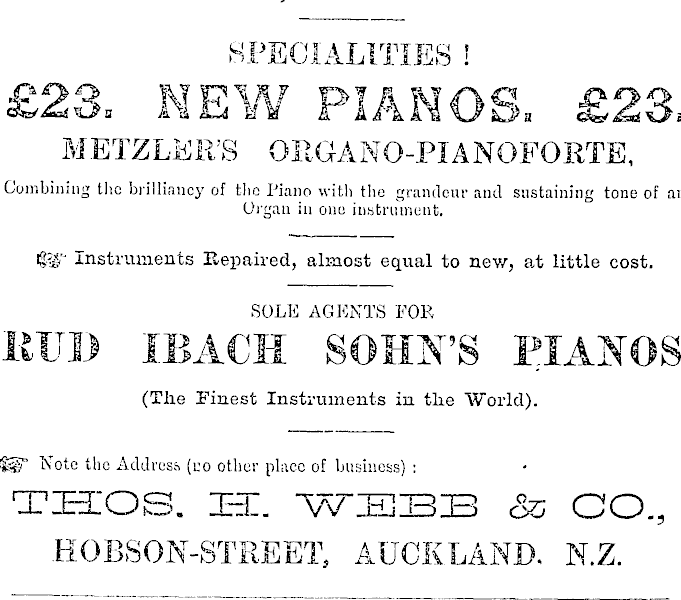 SPECIALITIES !
£23. NEW PIANOS. £23.
METZLER'S ORGANO-PIANOFORTE,
Combining the brilliancy of the Piano with the grandeur and sustaining tone of an
Organ in one instrument.
☞ Instruments Repaired, almost equal to new, at little cost.
SOLE AGENTS FOR
RUD IBACH SOHN'S PIANOS
(The Finest Instruments in the World).
☞ Note the Address (no other place of business) :
THOS. H. WEBB & CO.,
HOBSON-STREET, AUCKLAND. N.Z.